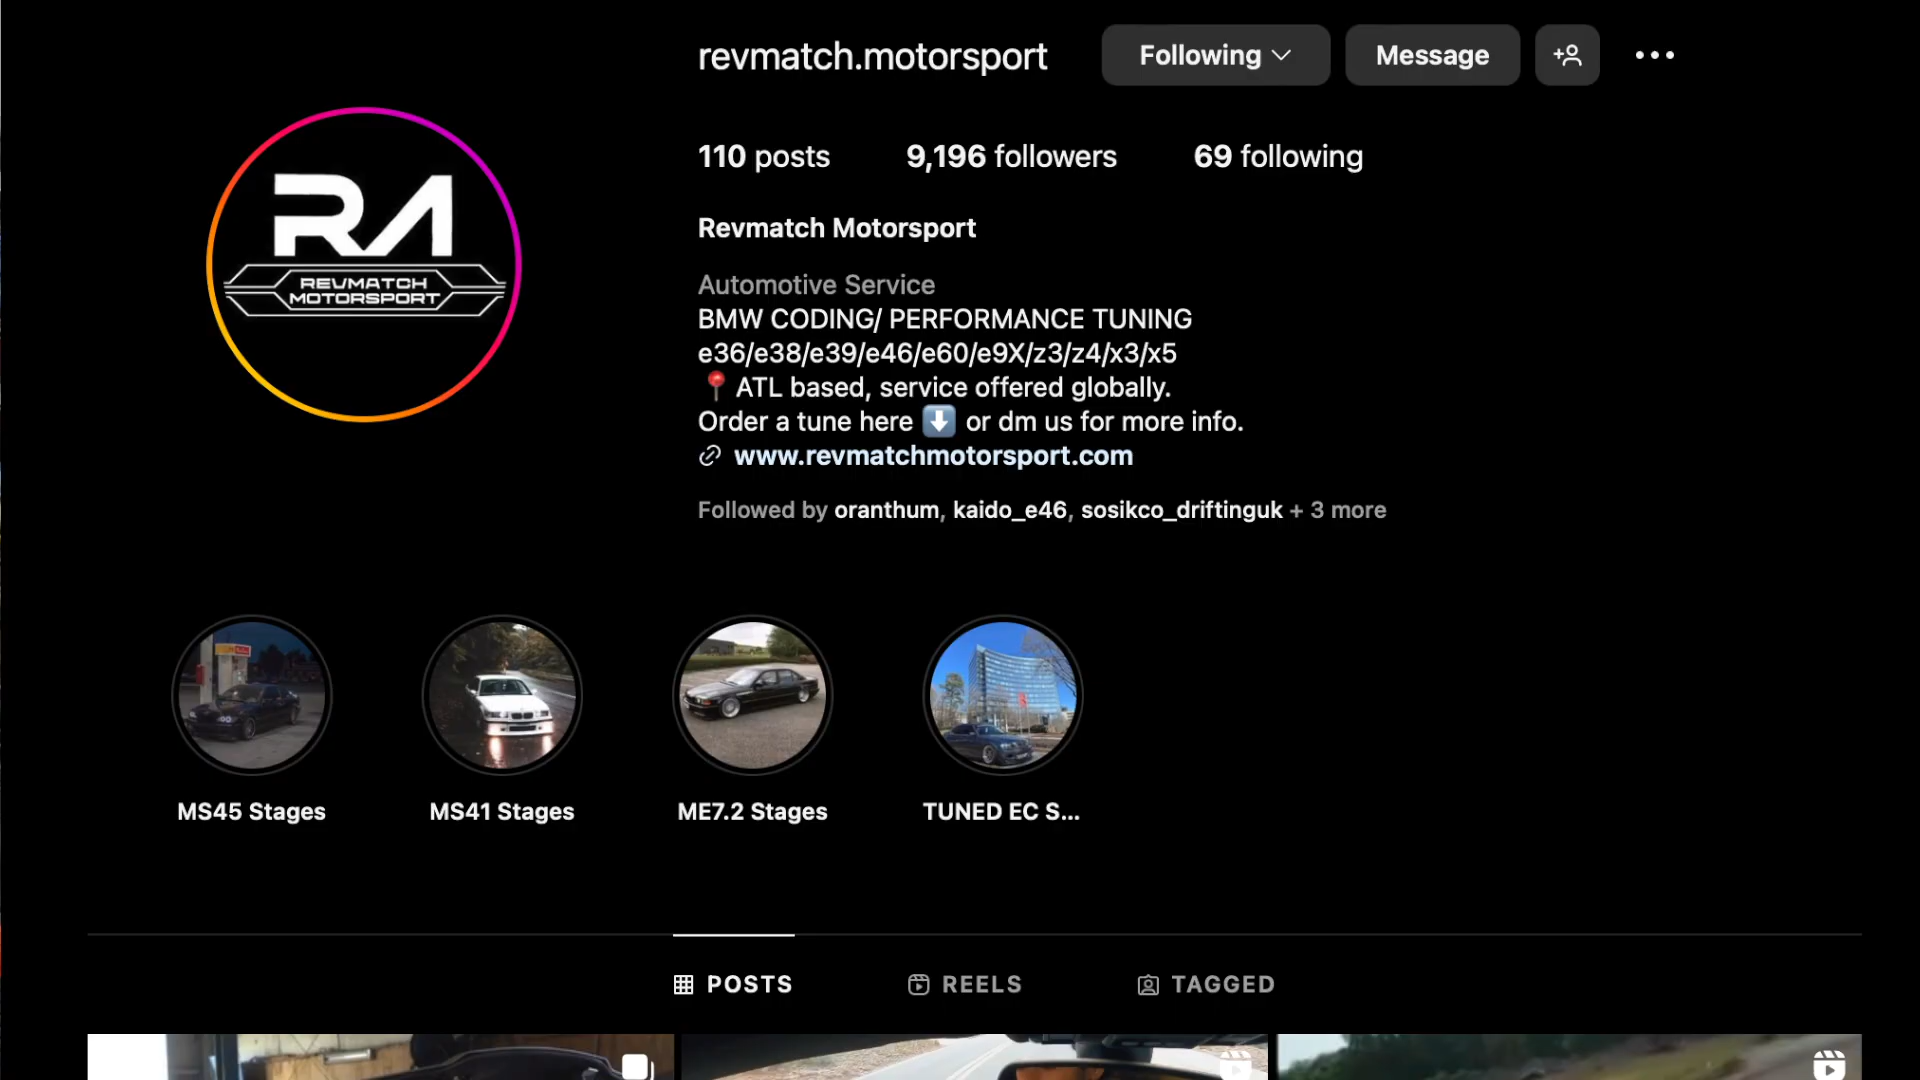 revmatch.motorsport
Following
Message
110 posts
9,196 followers
69 following
RM
REVMATCH
MOTORSPORT
Revmatch Motorsport
Automotive Service
BMW CODING/ PERFORMANCE TUNING
e36/e38/e39/e46/e60/e9X/z3/z4/x3/x5
📍 ATL based, service offered globally.
Order a tune here ⬇️ or dm us for more info.
www.revmatchmotorsport.com
Followed by oranthum, kaido_e46, sosikco_driftinguk + 3 more
MS45 Stages
MS41 Stages
ME7.2 Stages
TUNED EC S...
POSTS
REELS
TAGGED